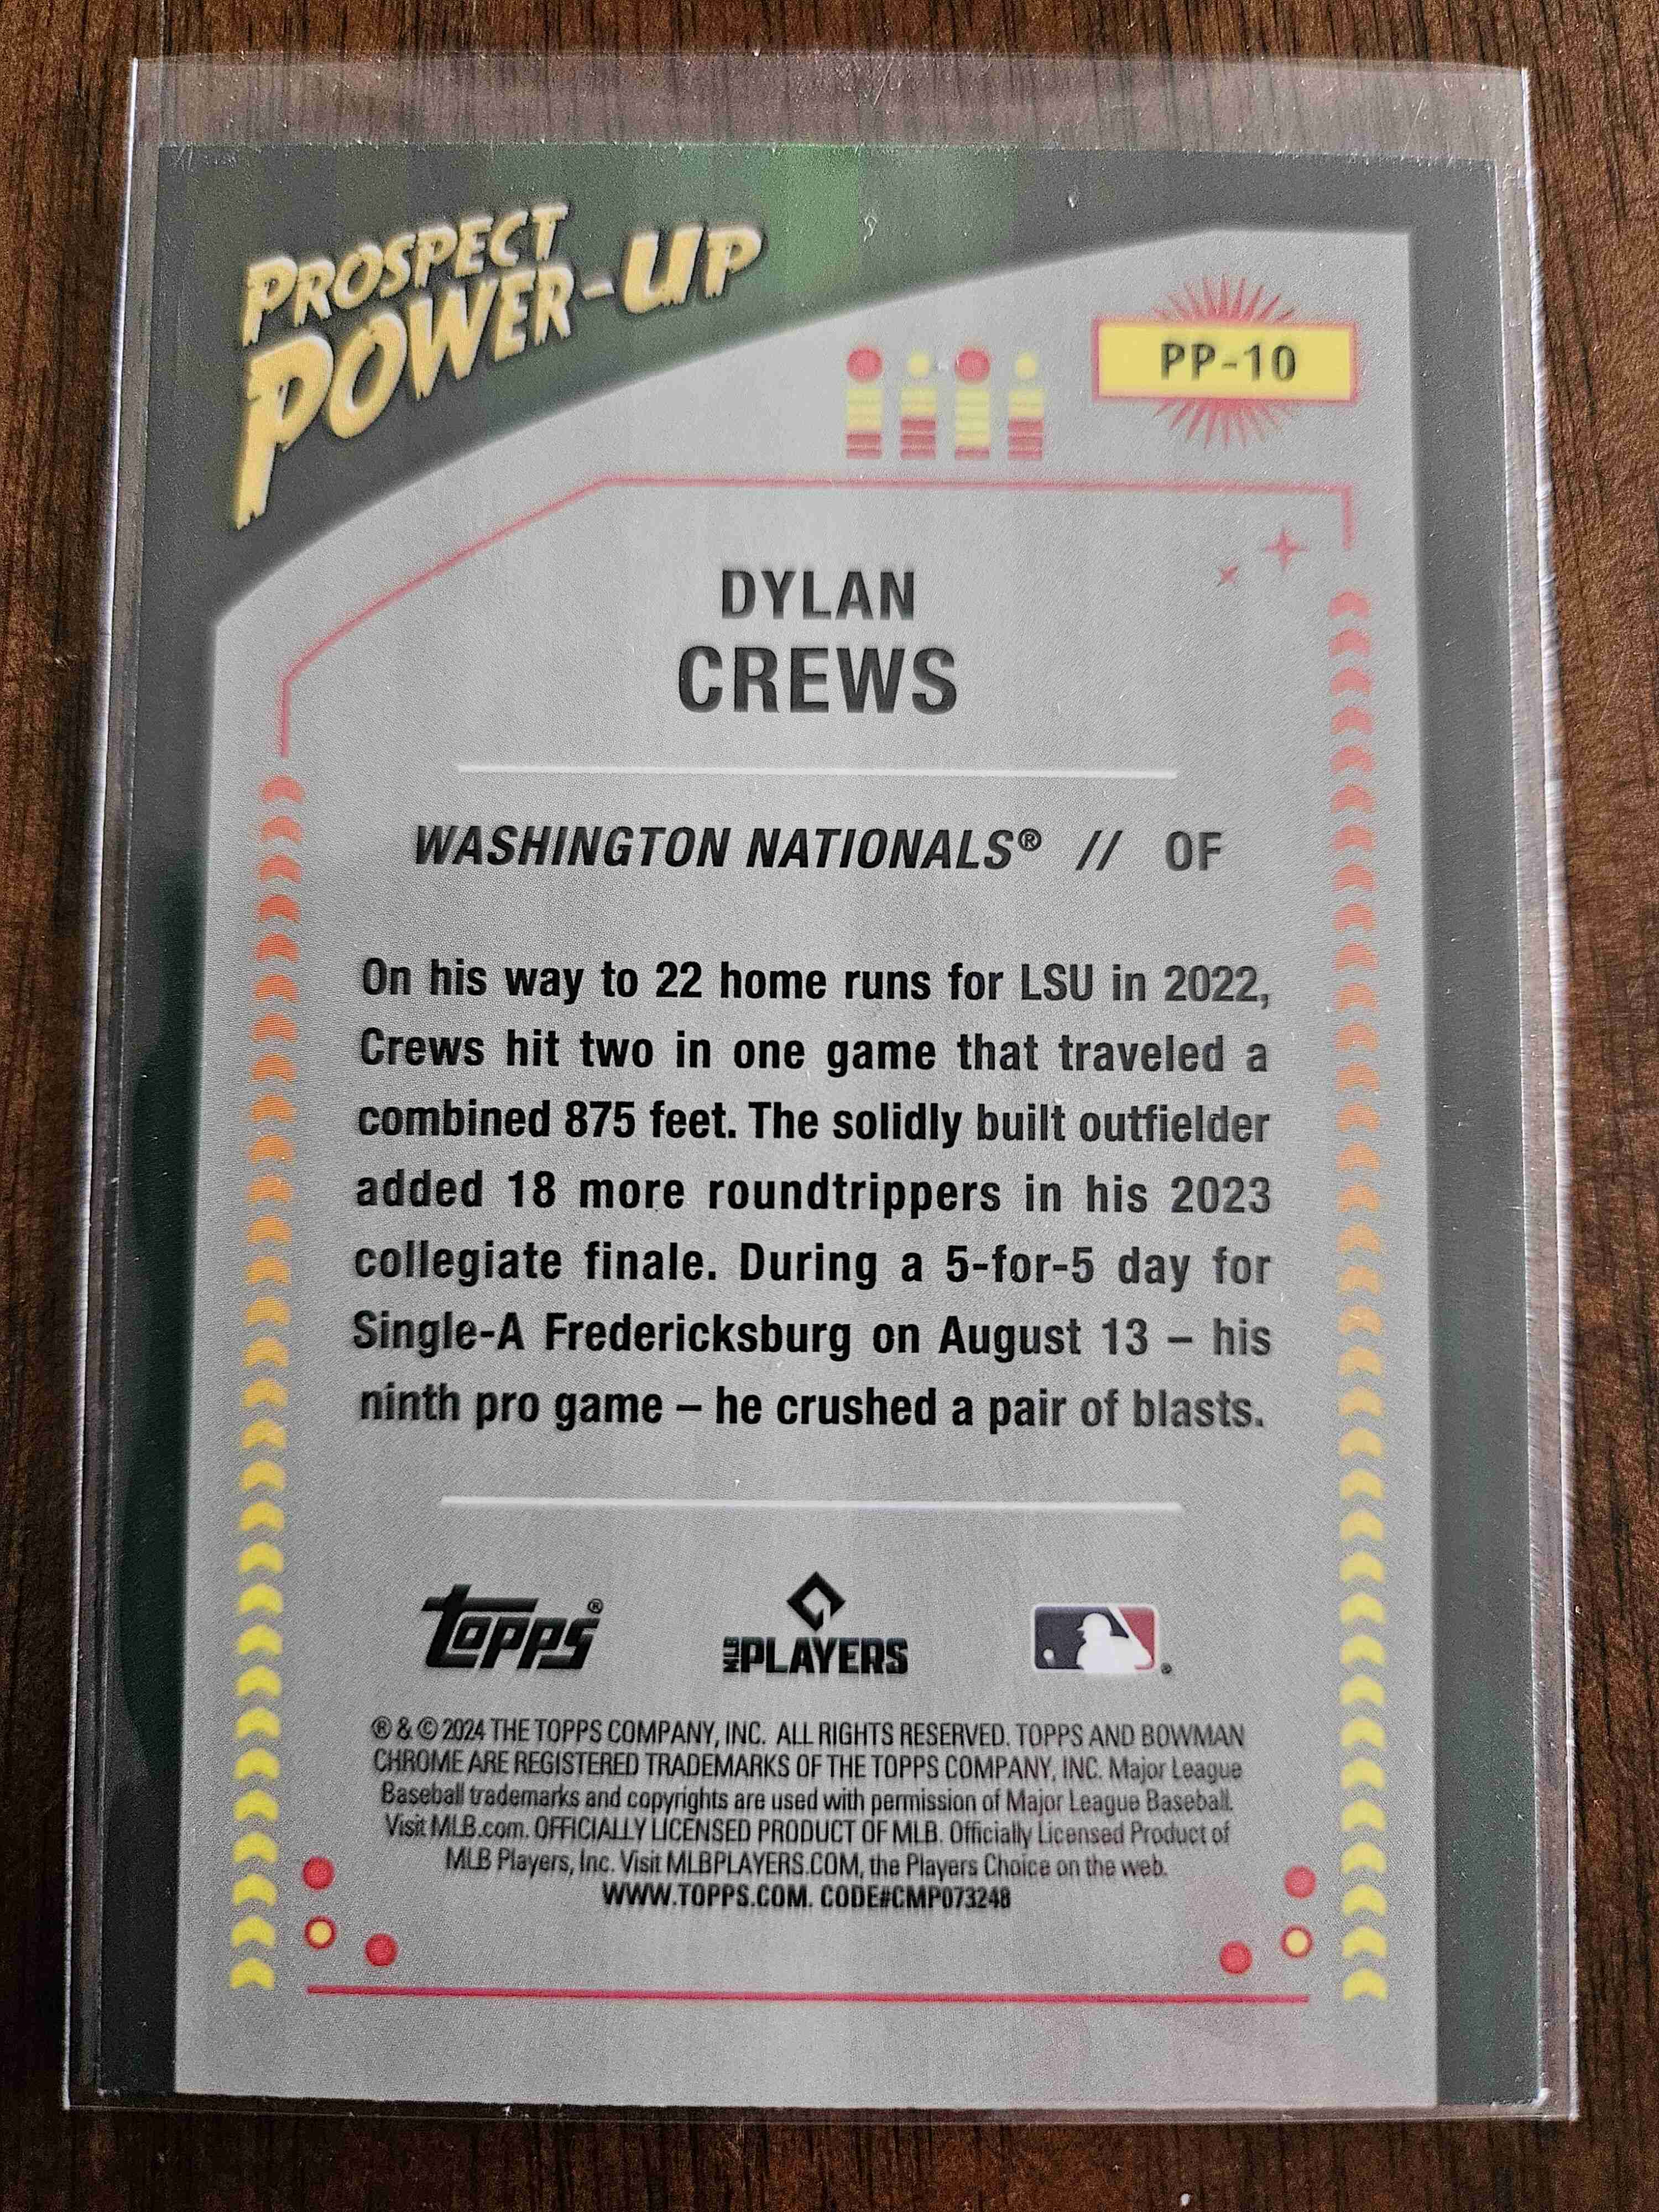 PROSPECT
POWER-UP
PP-10
DYLAN
CREWS
WASHINGTON NATIONALS® // OF
On his way to 22 home runs for LSU in 2022,
Crews hit two in one game that traveled a
combined 875 feet. The solidly built outfielder
added 18 more roundtrippers in his 2023
collegiate finale. During a 5-for-5 day for
Single-A Fredericksburg on August 13 – his
ninth pro game – he crushed a pair of blasts.
topps®
MLB PLAYERS
® & © 2024 THE TOPPS COMPANY, INC. ALL RIGHTS RESERVED. TOPPS AND BOWMAN
CHROME ARE REGISTERED TRADEMARKS OF THE TOPPS COMPANY, INC. Major League
Baseball trademarks and copyrights are used with permission of Major League Baseball.
Visit MLB.com. OFFICIALLY LICENSED PRODUCT OF MLB. Officially Licensed Product of
MLB Players, Inc. Visit MLBPLAYERS.COM, the Players Choice on the web.
WWW.TOPPS.COM. CODE#CMP073248